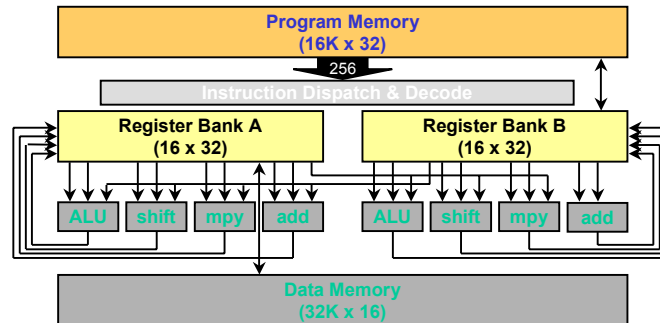 Program Memory
(16K x 32)
256
Instruction Dispatch & Decode
Register Bank A
(16 x 32)
Register Bank B
(16 x 32)
ALU shift mpy add ALU shift mpy add
Data Memory
(32K x 16)